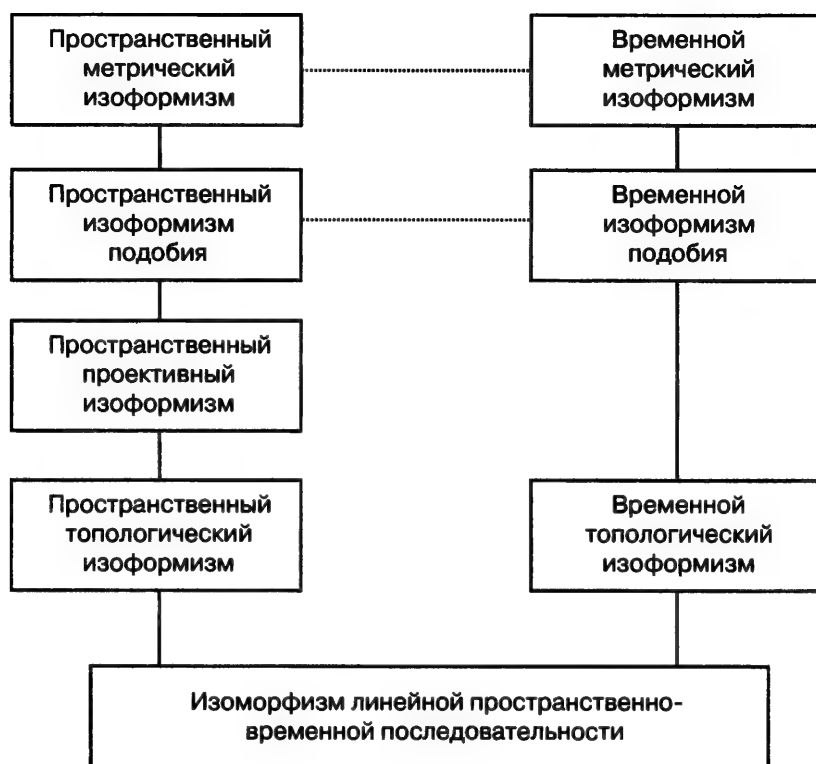 Пространственный
метрический
изоформизм
Временной
метрический
изоформизм
Пространственный
изоформизм
подобия
Временной
изоформизм
подобия
Пространственный
проективный
изоформизм
Пространственный
топологический
изоформизм
Временной
топологический
изоформизм
Изоморфизм линейной пространственно-
временной последовательности